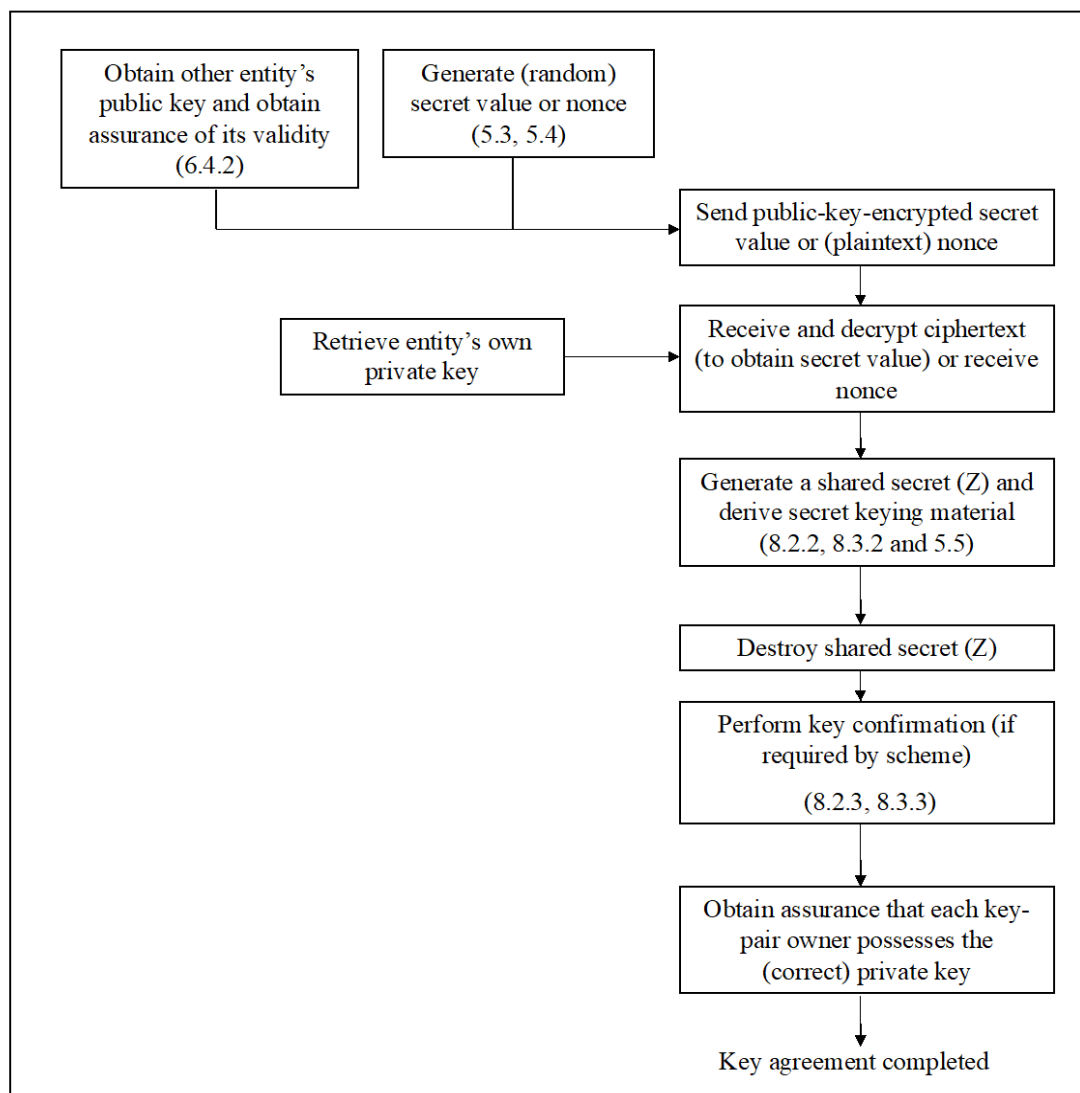 Obtain other entity’s
public key and obtain
assurance of its validity
(6.4.2)
Generate (random)
secret value or nonce
(5.3, 5.4)
Send public-key-encrypted secret
value or (plaintext) nonce
Retrieve entity’s own
private key
Receive and decrypt ciphertext
(to obtain secret value) or receive
nonce
Generate a shared secret (Z) and
derive secret keying material
(8.2.2, 8.3.2 and 5.5)
Destroy shared secret (Z)
Perform key confirmation (if
required by scheme)
(8.2.3, 8.3.3)
Obtain assurance that each key-
pair owner possesses the
(correct) private key
Key agreement completed